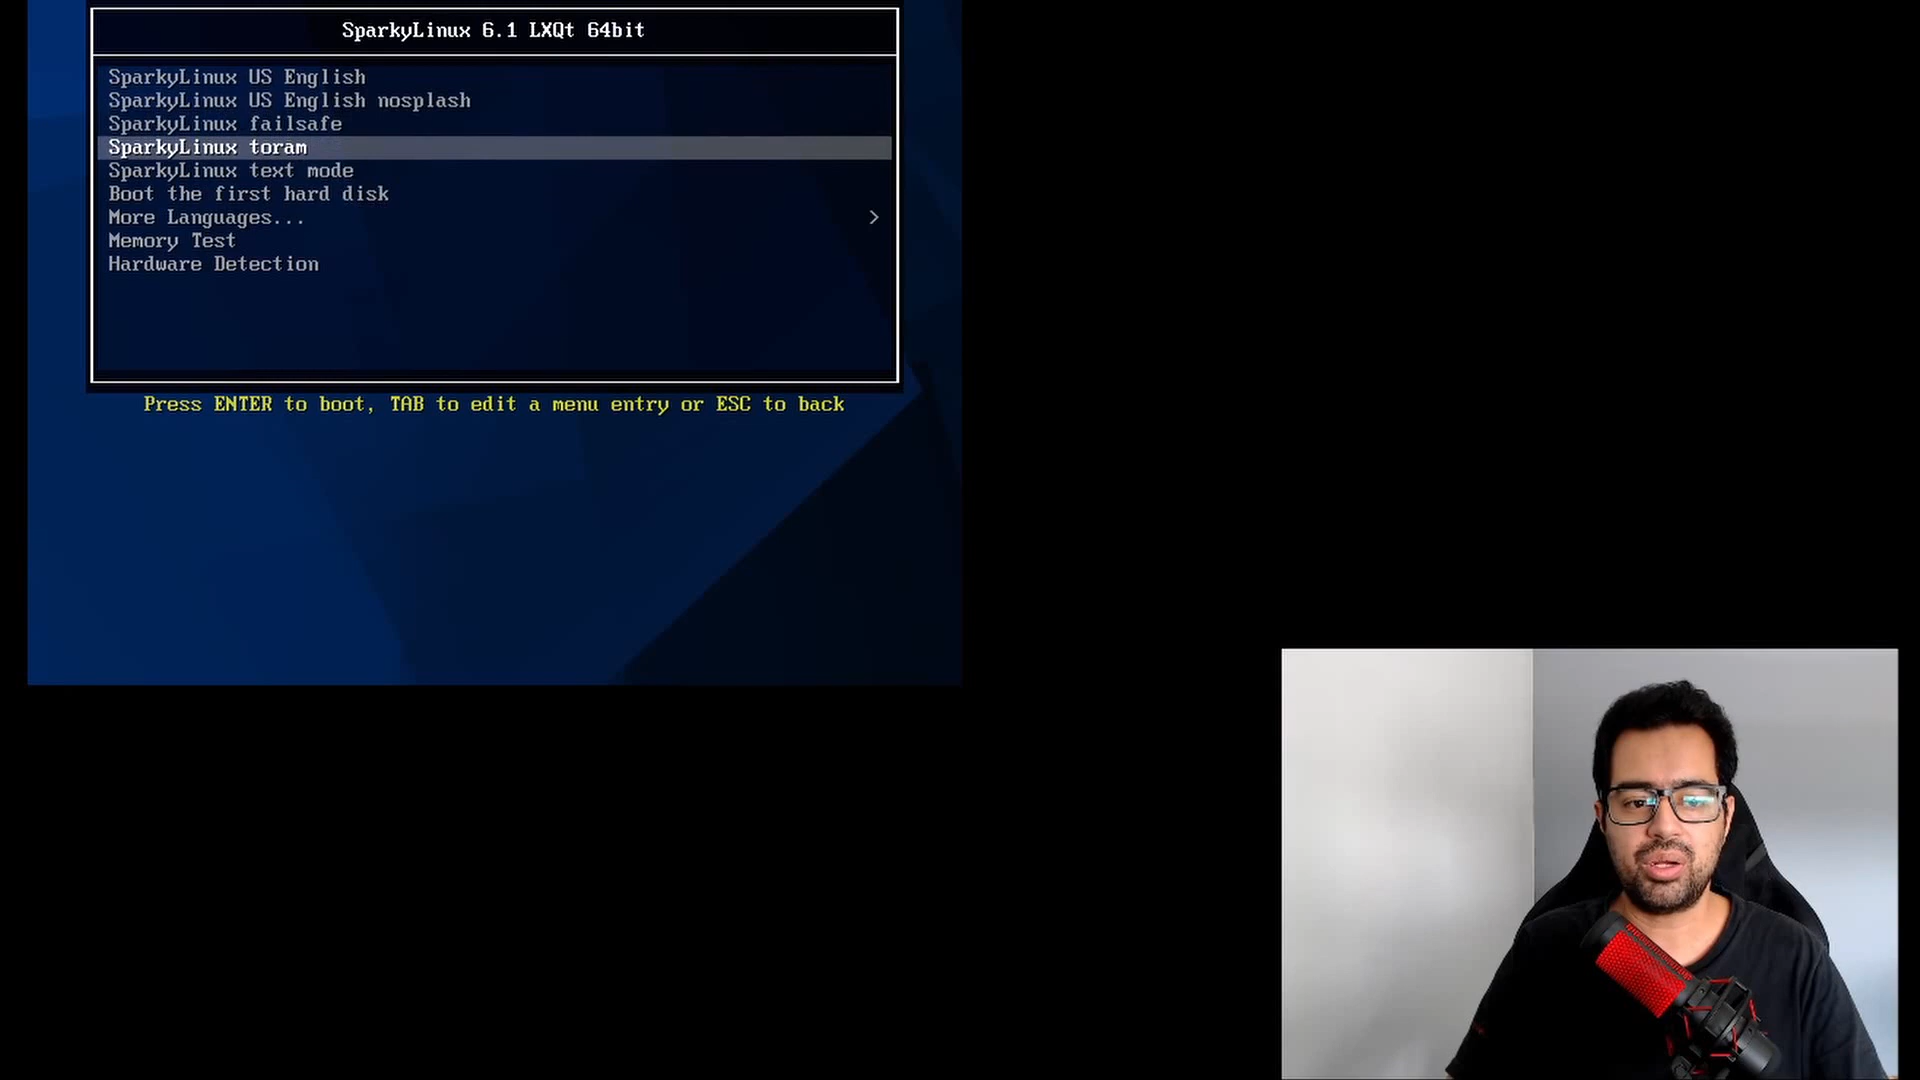 SparkyLinux 6.1 LXQt 64bit
SparkyLinux US English
SparkyLinux US English nosplash
SparkyLinux failsafe
SparkyLinux toram
SparkyLinux text mode
Boot the first hard disk
More Languages... >
Memory Test
Hardware Detection
Press ENTER to boot, TAB to edit a menu entry or ESC to back